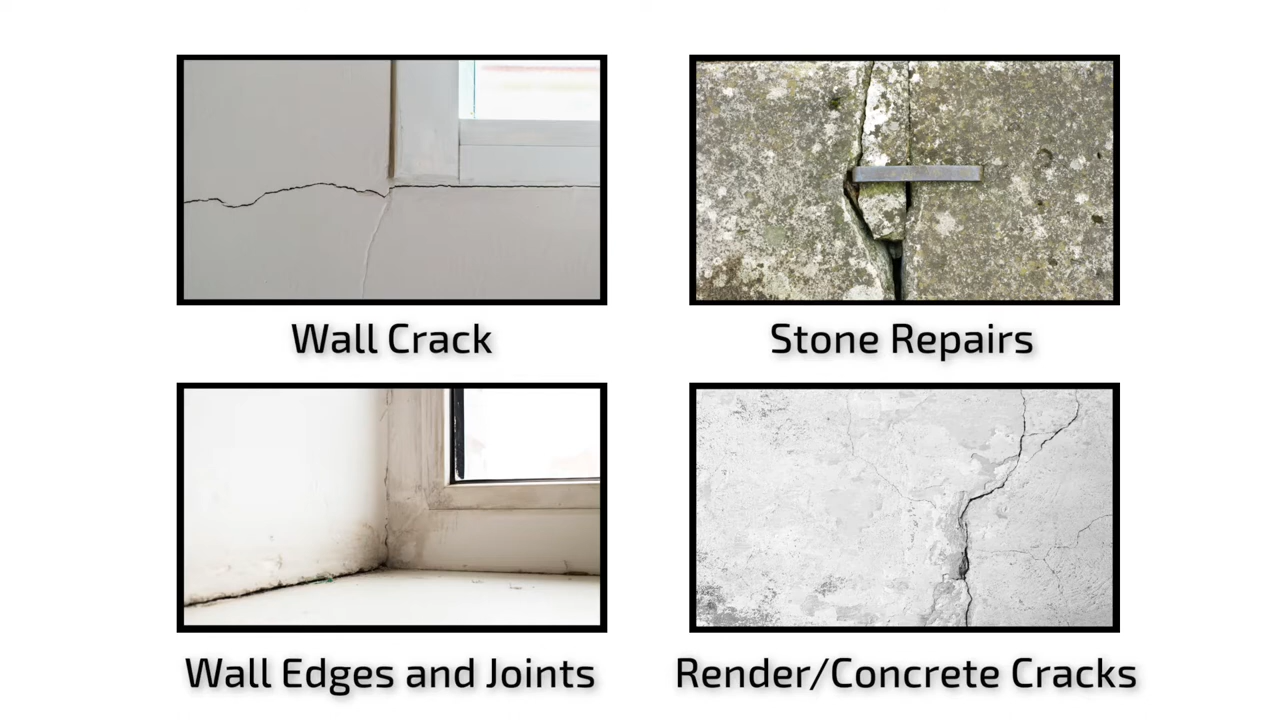 Wall Crack
Stone Repairs
Wall Edges and Joints
Render/Concrete Cracks